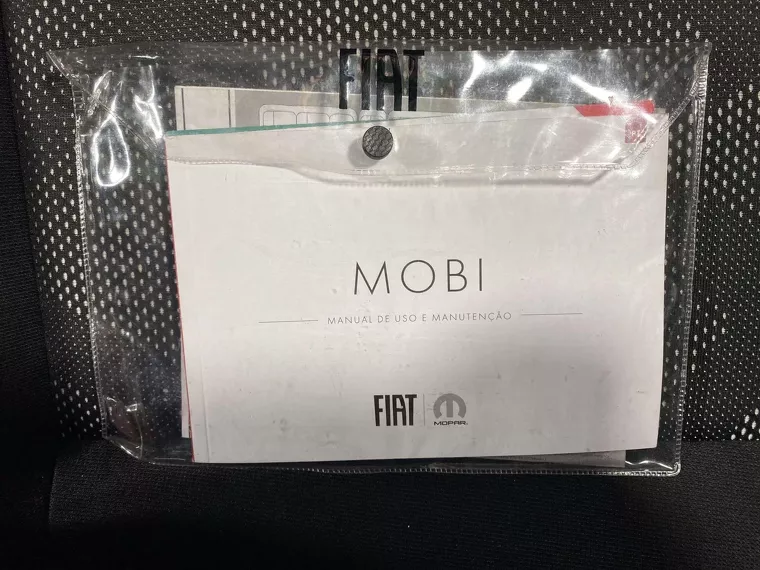 FIAT
MOBI
MANUAL DE USO E MANUTENÇÃO
FIAT
MOPAR